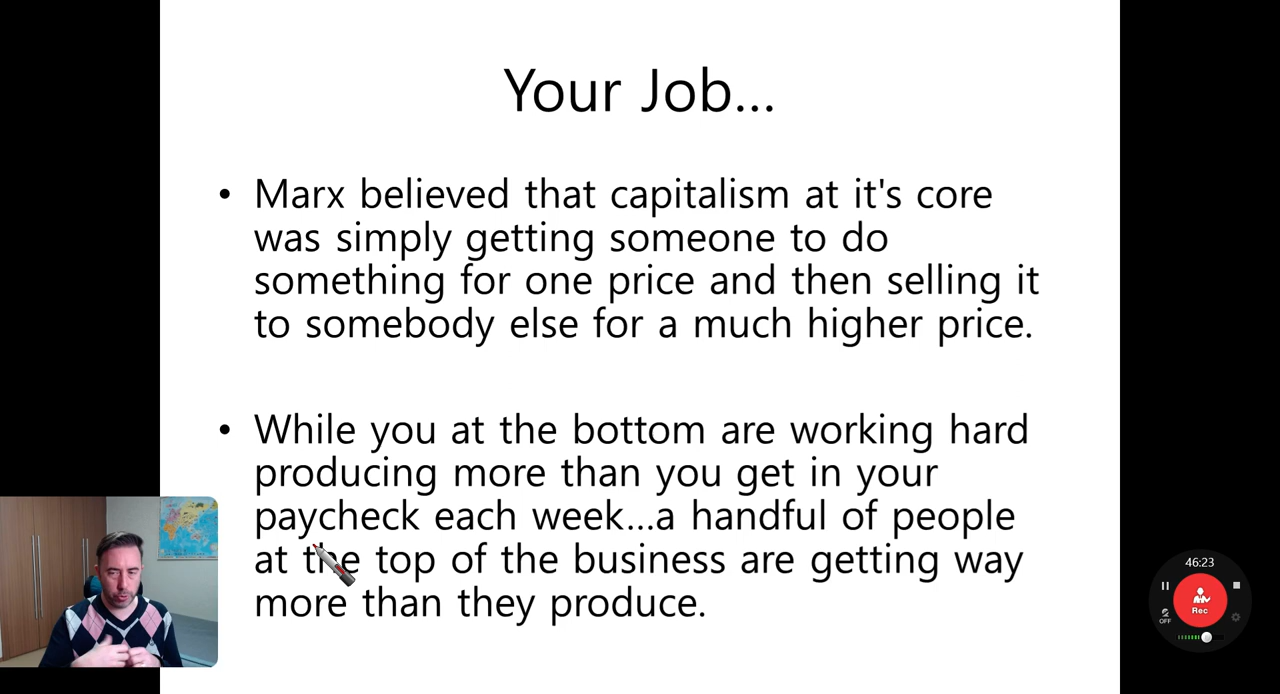 Your Job...
• Marx believed that capitalism at it's core
was simply getting someone to do
something for one price and then selling it
to somebody else for a much higher price.
• While you at the bottom are working hard
producing more than you get in your
paycheck each week...a handful of people
at the top of the business are getting way
more than they produce.
46:23
Rec
OFF